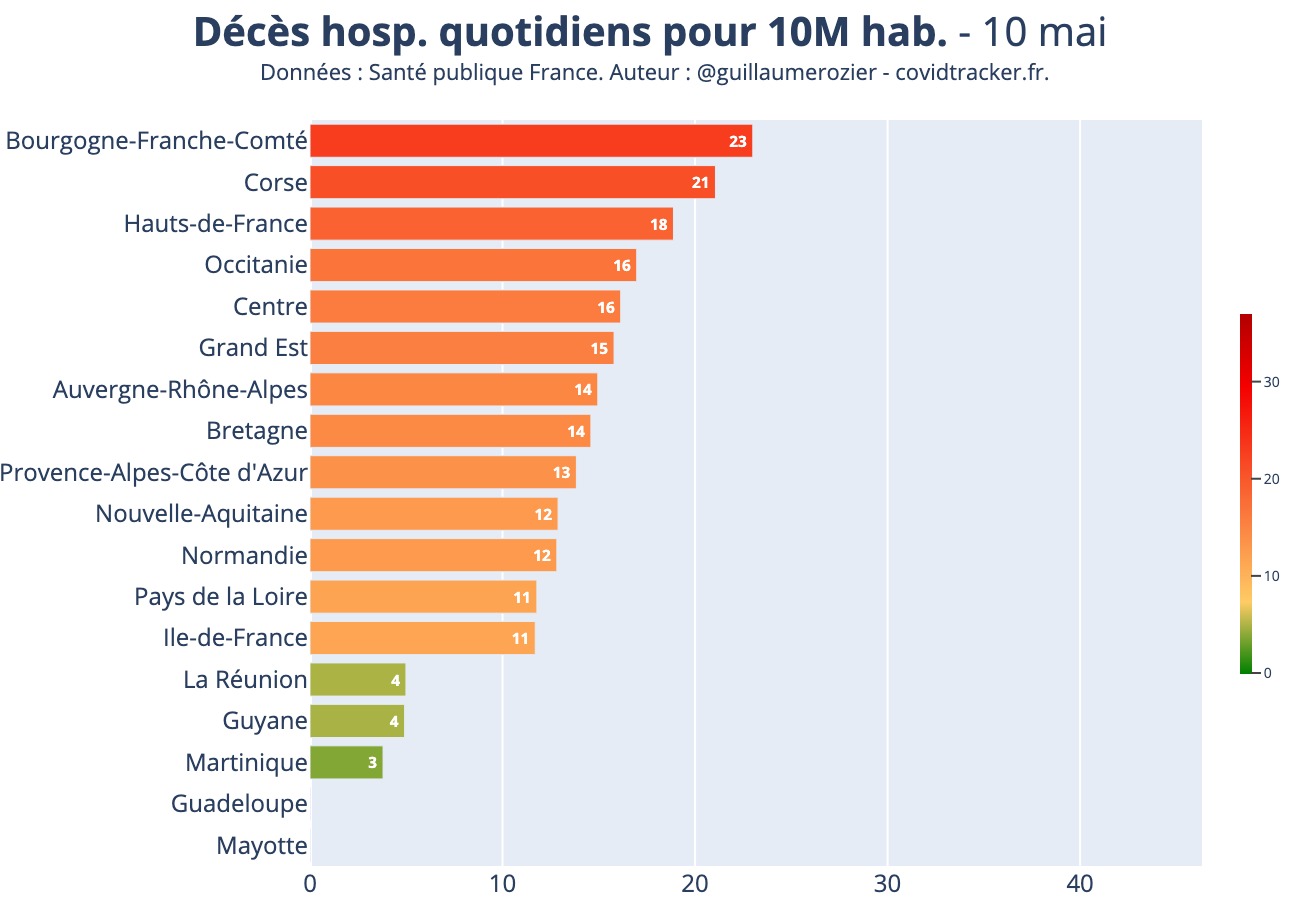 Décès hosp. quotidiens pour 10M hab. - 10 mai
Données : Santé publique France. Auteur : @guillaumerozier - covidtracker.fr.
Bourgogne-Franche-Comté 23
Corse 21
Hauts-de-France 18
Occitanie 16
Centre 16
Grand Est 15
Auvergne-Rhône-Alpes 14
Bretagne 14
Provence-Alpes-Côte d'Azur 13
Nouvelle-Aquitaine 12
Normandie 12
Pays de la Loire 11
Ile-de-France 11
La Réunion 4
Guyane 4
Martinique 3
Guadeloupe
Mayotte
0 10 20 30 40
30
20
10
0